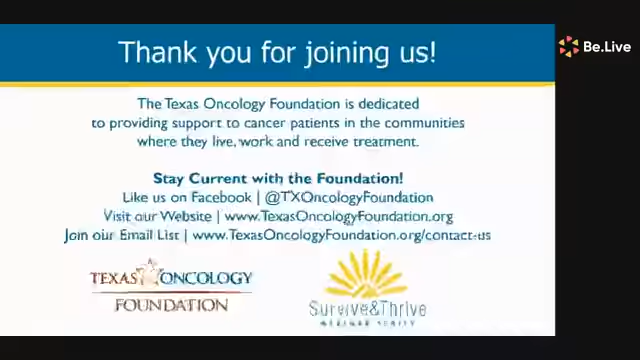 Thank you for joining us!
Be.Live
The Texas Oncology Foundation is dedicated
to providing support to cancer patients in the communities
where they live, work and receive treatment.
Stay Current with the Foundation!
Like us on Facebook | @TXOncologyFoundation
Visit our Website | www.TexasOncologyFoundation.org
Join our Email List | www.TexasOncologyFoundation.org/contact-us
TEXAS ONCOLOGY
FOUNDATION
Survive&Thrive
WEBINAR SERIES